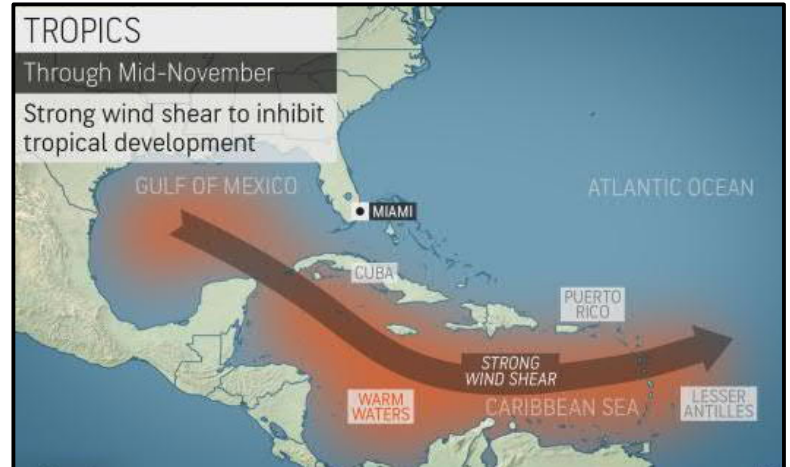 TROPICS
Through Mid-November
Strong wind shear to inhibit
tropical development
GULF OF MEXICO
ATLANTIC OCEAN
MIAMI
CUBA
PUERTO
RICO
STRONG
WIND SHEAR
WARM
WATERS
CARIBBEAN SEA
LESSER
ANTILLES